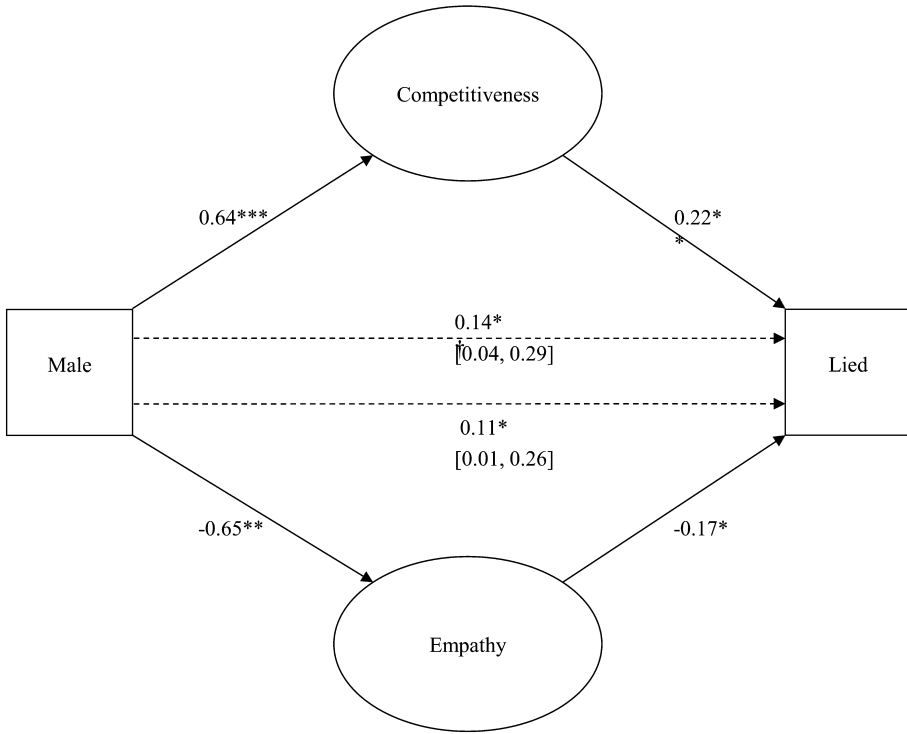 Competitiveness
0.64***
0.22*
*
0.14*
†
[0.04, 0.29]
Male
Lied
0.11*
[0.01, 0.26]
-0.65**
-0.17*
Empathy